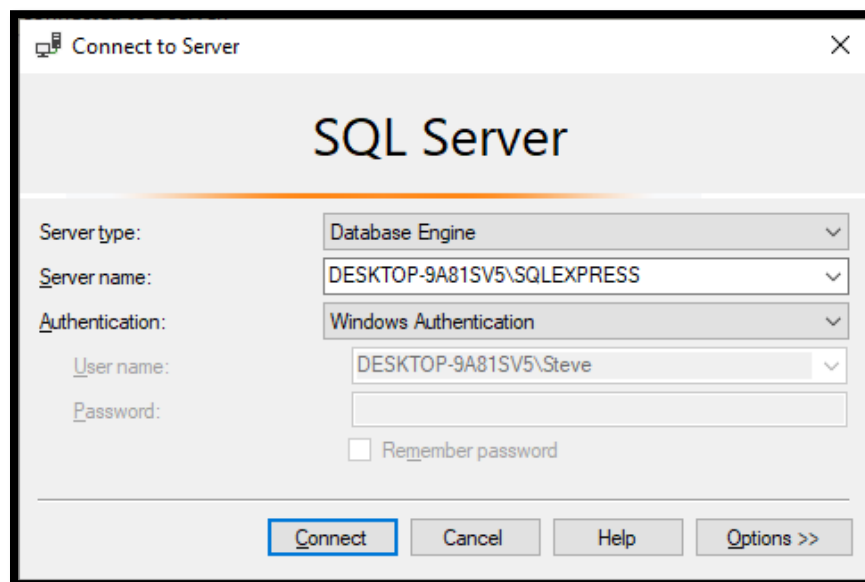 Connect to Server
SQL Server
Server type: Database Engine
Server name: DESKTOP-9A81SV5\SQLEXPRESS
Authentication: Windows Authentication
User name: DESKTOP-9A81SV5\Steve
Password:
Remember password
Connect Cancel Help Options >>